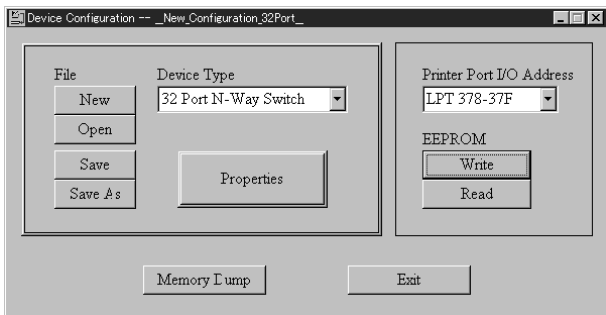 Device Configuration -- _New_Configuration_32Port_
File
New
Open
Save
Save As
Device Type
32 Port N-Way Switch
Properties
Printer Port I/O Address
LPT 378-37F
EEPROM
Write
Read
Memory Dump
Exit